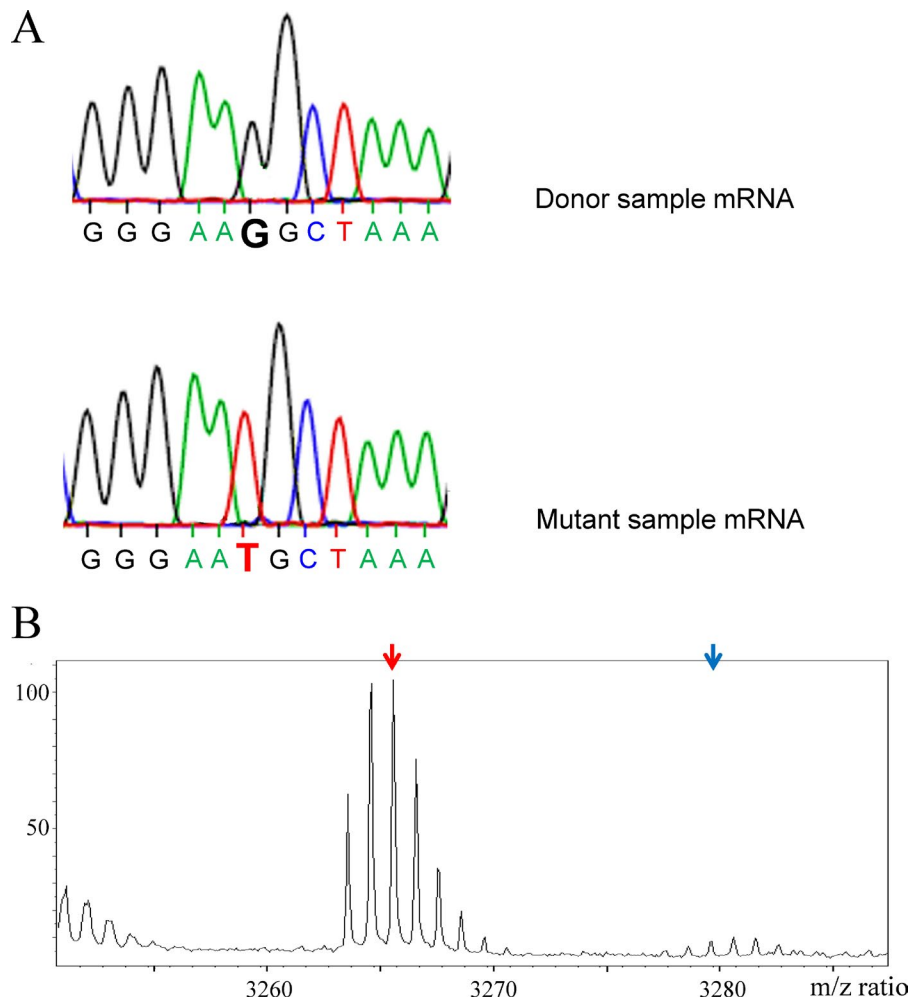 A
Donor sample mRNA
G G G A A G G C T A A A
Mutant sample mRNA
G G G A A T G C T A A A
B
100
50
3260 3270 3280 m/z ratio